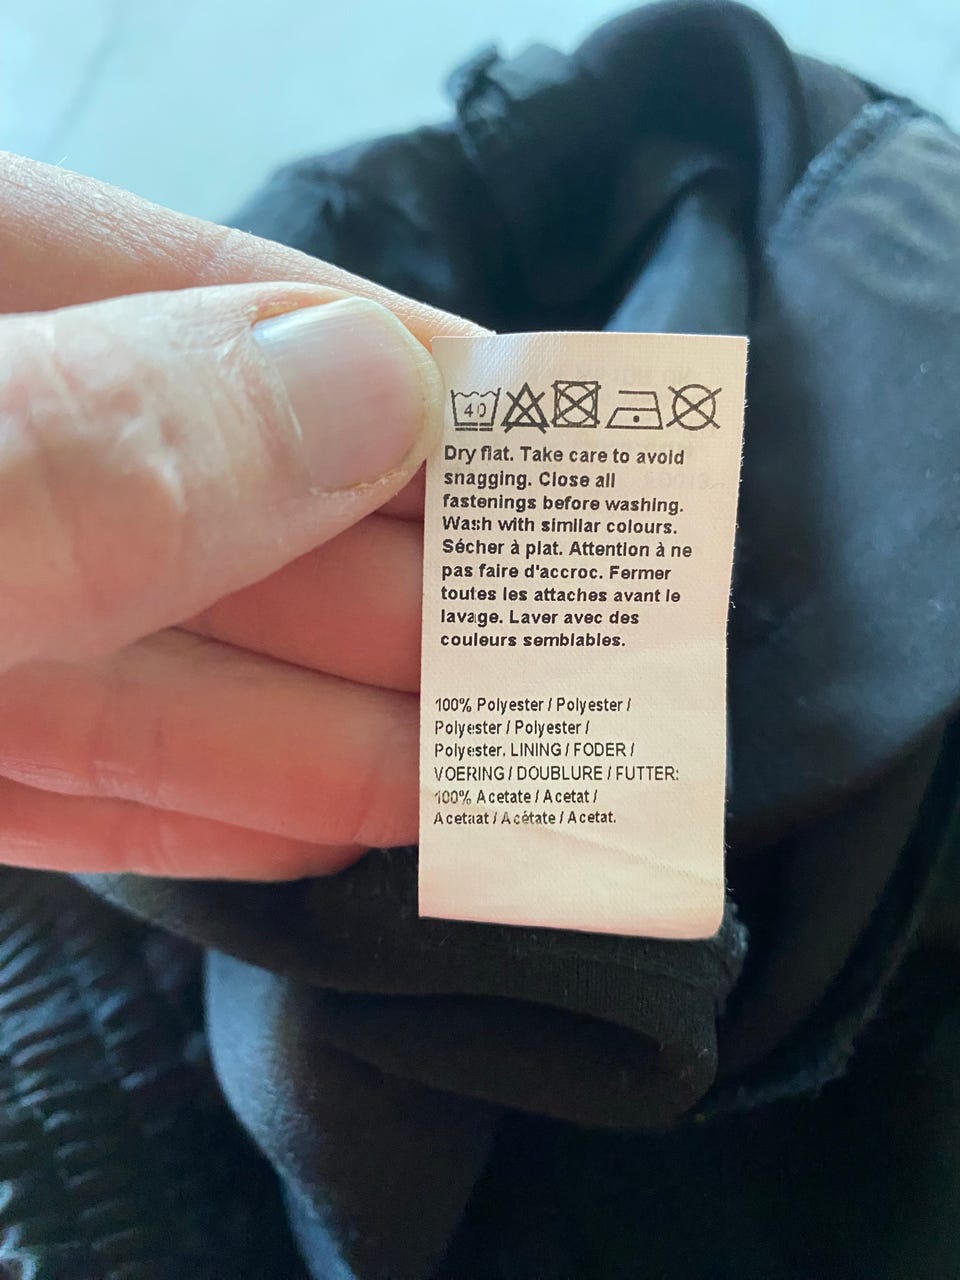 40
Dry flat. Take care to avoid
snagging. Close all
fastenings before washing.
Wash with similar colours.
Sécher à plat. Attention à ne
pas faire d'accroc. Fermer
toutes les attaches avant le
lavage. Laver avec des
couleurs semblables.
100% Polyester / Polyester /
Polyester / Polyester /
Polyester. LINING / FODER /
VOERING / DOUBLURE / FUTTER:
100% Acetate / Acetat /
Acetaat / Acétate / Acetat.